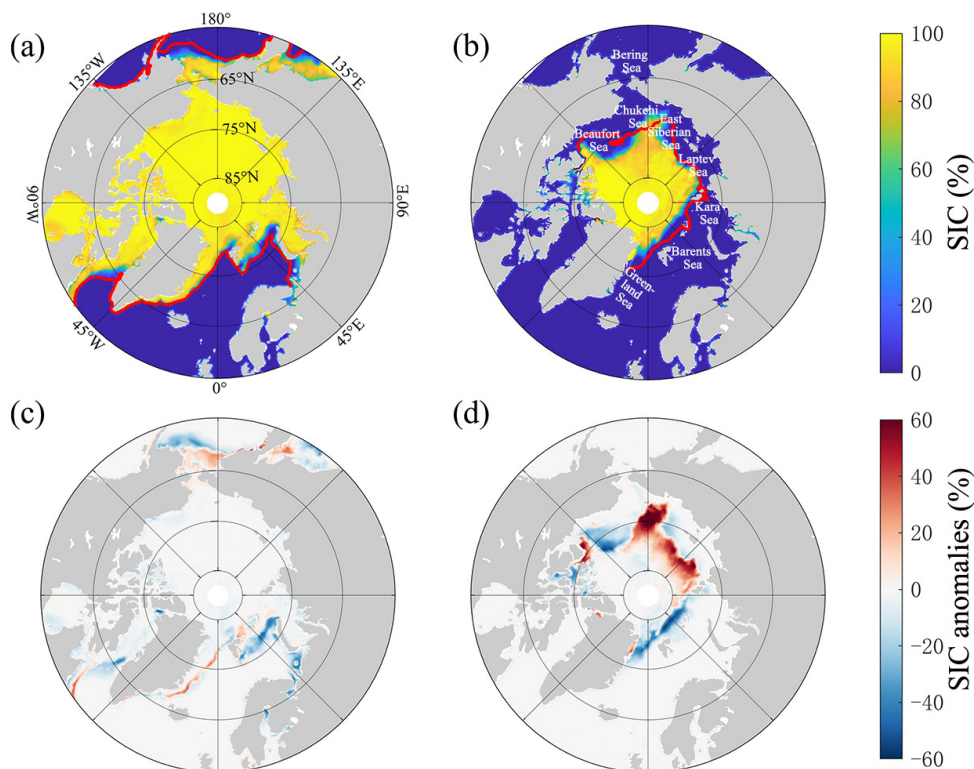 (a)
180°
135°W
135°E
65°N
75°N
85°N
90°W
90°E
45°W
45°E
0°
(b)
Bering
Sea
Chukchi
Sea
East
Siberian
Sea
Beaufort
Sea
Laptev
Sea
Kara
Sea
Barents
Sea
Green-
land
Sea
100
80
60
40
20
0
SIC (%)
(c)
(d)
60
40
20
0
-20
-40
-60
SIC anomalies (%)